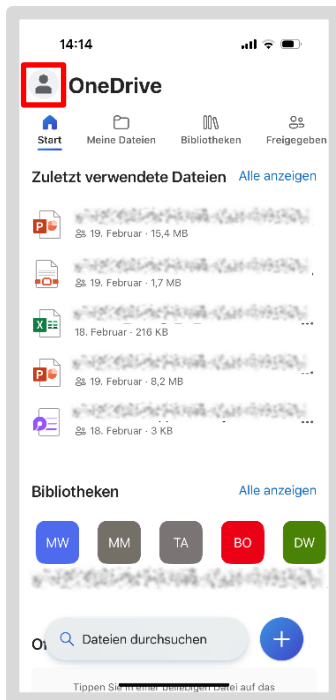 14:14
OneDrive
Start Meine Dateien Bibliotheken Freigegeben
Zuletzt verwendete Dateien Alle anzeigen
19. Februar · 15,4 MB
19. Februar · 1,7 MB
18. Februar · 216 KB
19. Februar · 8,2 MB
18. Februar · 3 KB
Bibliotheken Alle anzeigen
MW MM TA BO DW
Dateien durchsuchen
Tippen Sie in einer beliebigen Datei auf das